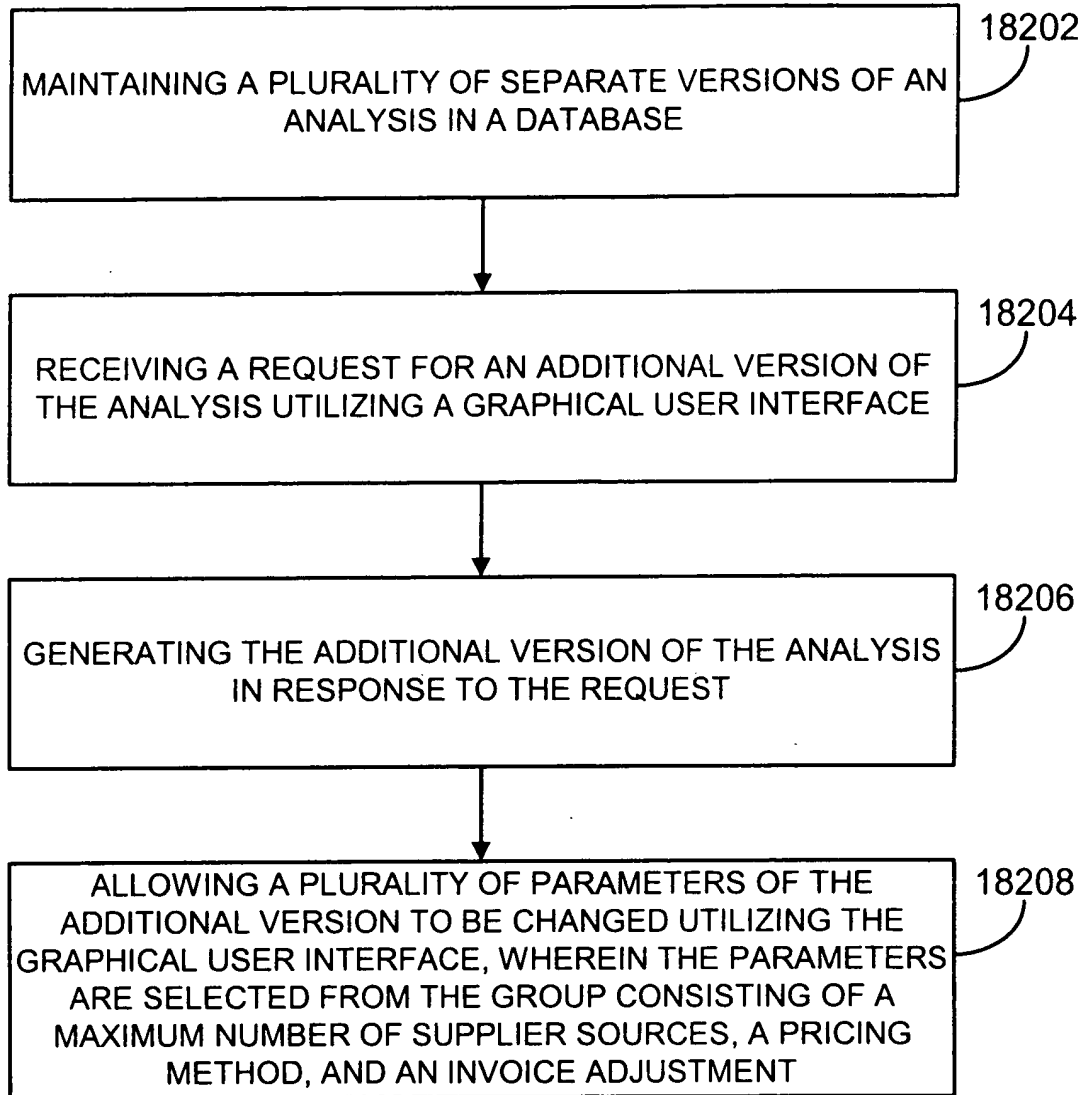 18202
MAINTAINING A PLURALITY OF SEPARATE VERSIONS OF AN
ANALYSIS IN A DATABASE
18204
RECEIVING A REQUEST FOR AN ADDITIONAL VERSION OF
THE ANALYSIS UTILIZING A GRAPHICAL USER INTERFACE
18206
GENERATING THE ADDITIONAL VERSION OF THE ANALYSIS
IN RESPONSE TO THE REQUEST
18208
ALLOWING A PLURALITY OF PARAMETERS OF THE
ADDITIONAL VERSION TO BE CHANGED UTILIZING THE
GRAPHICAL USER INTERFACE, WHEREIN THE PARAMETERS
ARE SELECTED FROM THE GROUP CONSISTING OF A
MAXIMUM NUMBER OF SUPPLIER SOURCES, A PRICING
METHOD, AND AN INVOICE ADJUSTMENT